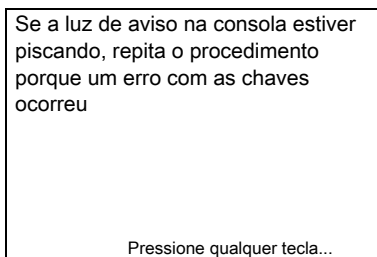 Se a luz de aviso na consola estiver
piscando, repita o procedimento
porque um erro com as chaves
ocorreu
Pressione qualquer tecla...